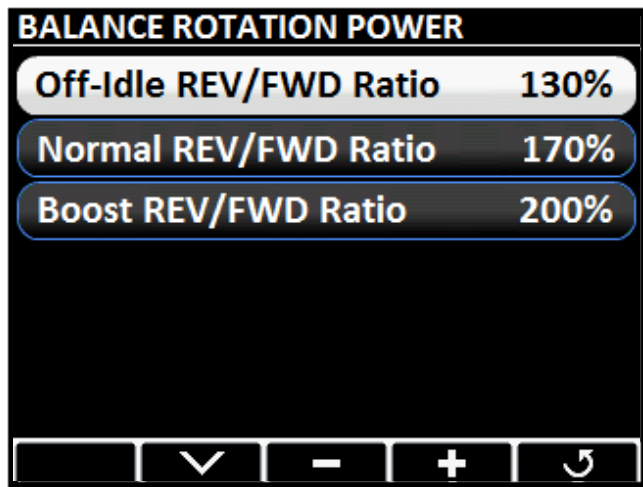 BALANCE ROTATION POWER
Off-Idle REV/FWD Ratio 130%
Normal REV/FWD Ratio 170%
Boost REV/FWD Ratio 200%